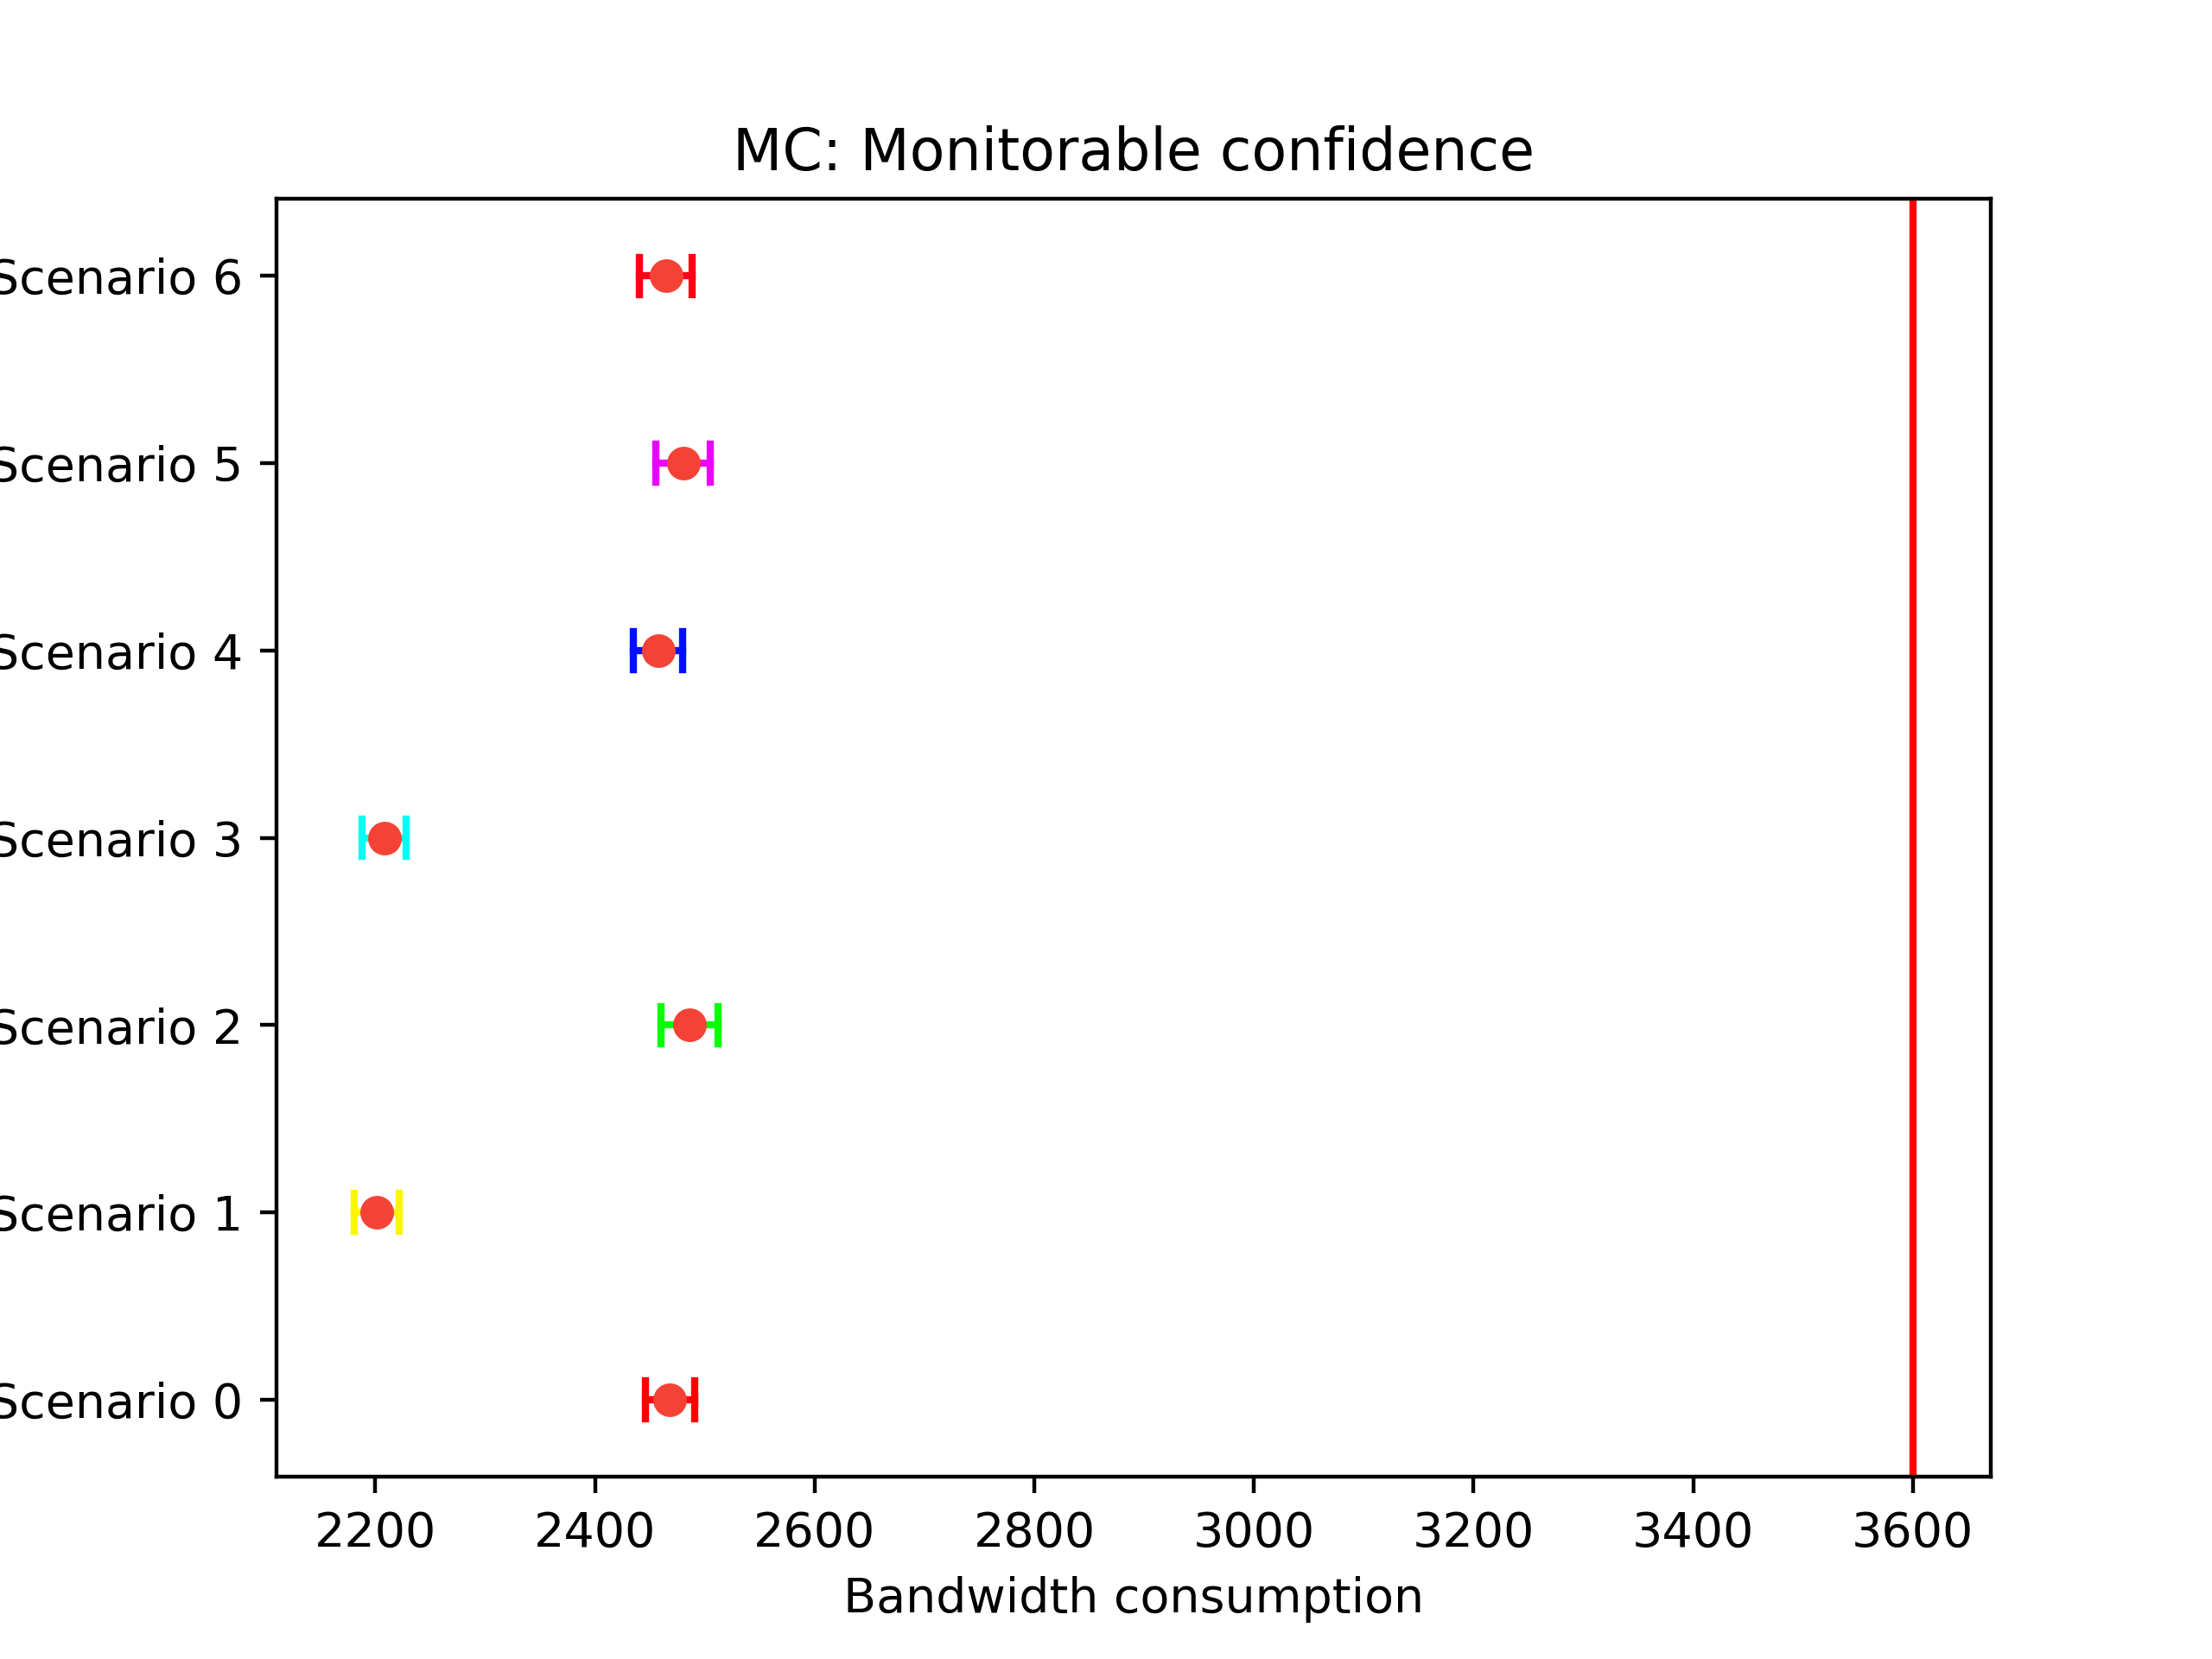 MC: Monitorable confidence
Scenario 6
Scenario 5
Scenario 4
Scenario 3
Scenario 2
Scenario 1
Scenario 0
2200 2400 2600 2800 3000 3200 3400 3600
Bandwidth consumption